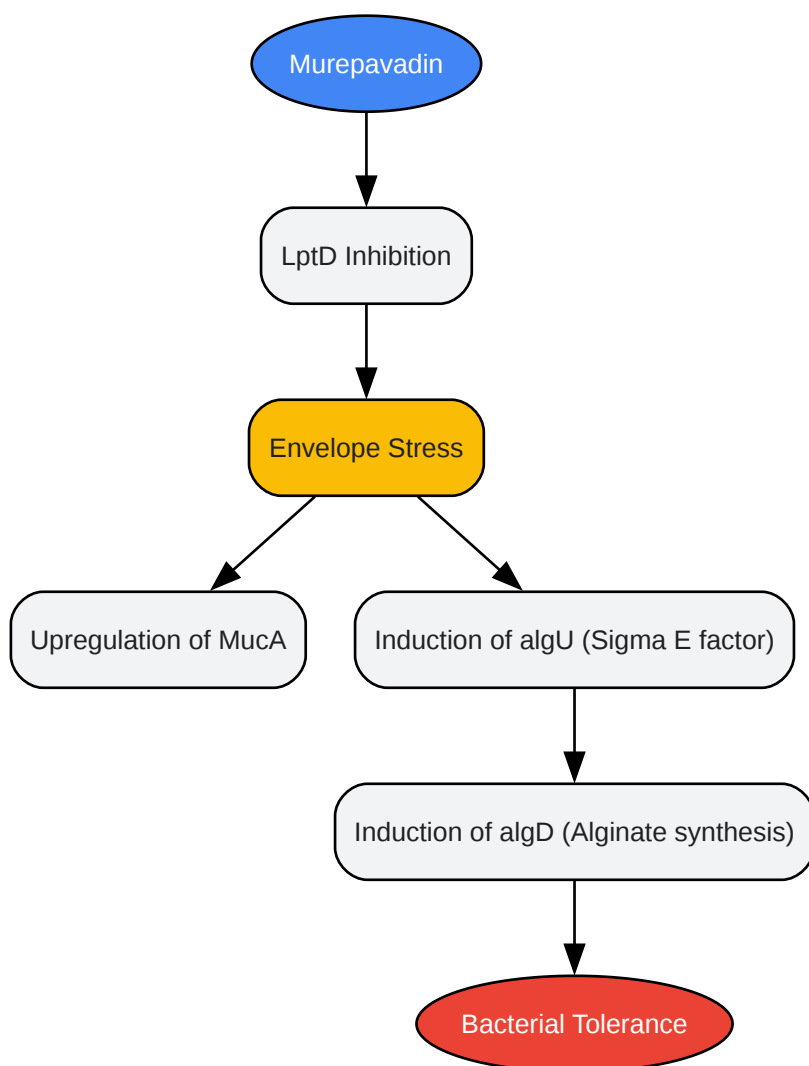 Murepavadin
LptD Inhibition
Envelope Stress
Upregulation of MucA
Induction of algU (Sigma E factor)
Induction of algD (Alginate synthesis)
Bacterial Tolerance